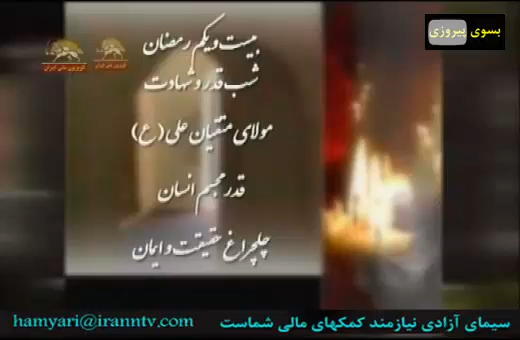 بسوی پیروزی
بیست و یکم رمضان
شب قدر و شهادت
مولای متقیان علی (ع)
قدر مجسم انسان
چلچراغ حقیقت و ایمان
سیمای آزادی نیازمند کمکهای مالی شماست
hamyari@iranntv.com